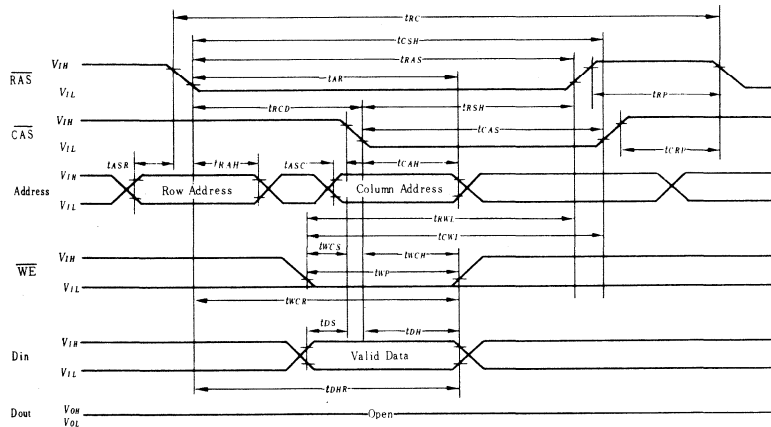 tRC
tCSH
tRAS
tAR
RAS
VIH
VIL
tRP
tRCD
tRSH
CAS
VIH
VIL
tCAS
tCRP
tASR
tRAH
tASC
tCAH
Address
VIH
VIL
Row Address
Column Address
tRWL
tCWL
WE
VIH
VIL
tWCS
tWCH
tWP
tWCR
tDS
tDH
Din
VIH
VIL
Valid Data
tDHR
Dout
VOH
VOL
Open